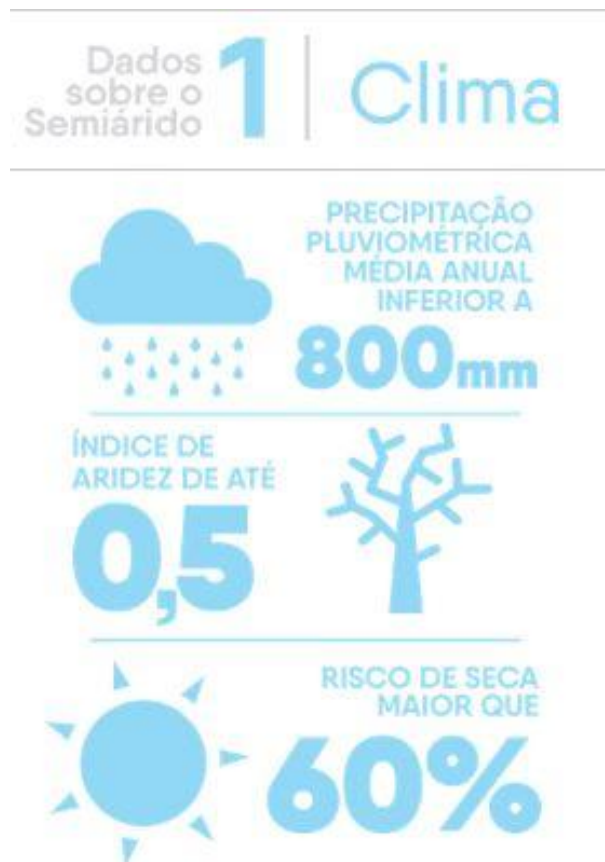 Dados
sobre o
Semiárido
1
Clima
PRECIPITAÇÃO
PLUVIOMÉTRICA
MÉDIA ANUAL
INFERIOR A
800mm
ÍNDICE DE
ARIDEZ DE ATÉ
0,5
RISCO DE SECA
MAIOR QUE
60%